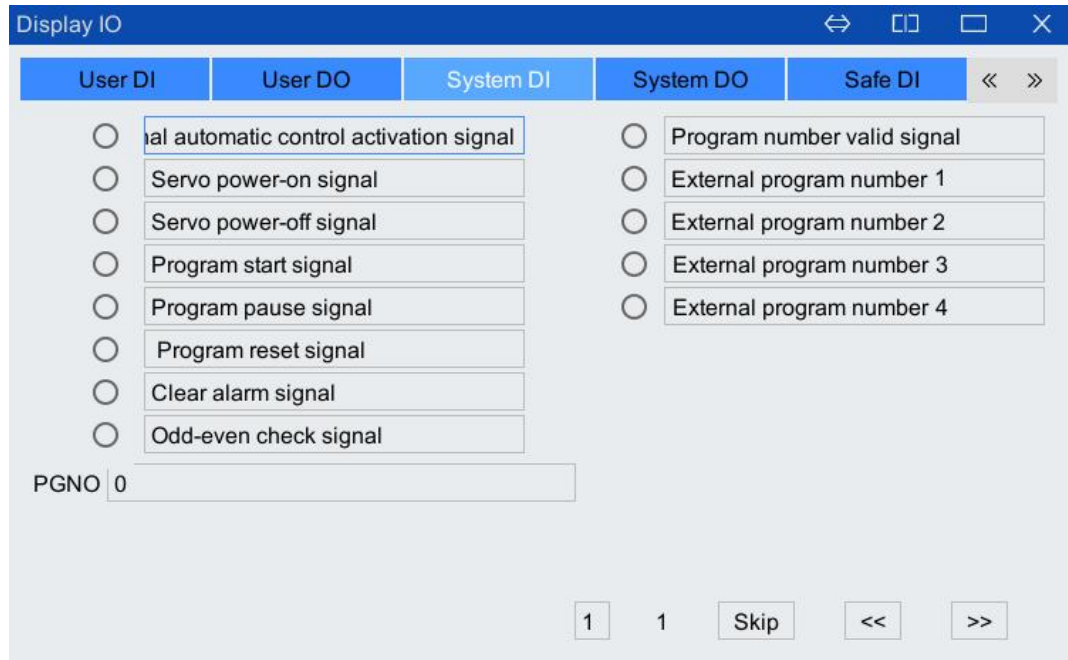 Display IO
User DI
User DO
System DI
System DO
Safe DI
«
»
automatic control activation signal
Servo power-on signal
Servo power-off signal
Program start signal
Program pause signal
Program reset signal
Clear alarm signal
Odd-even check signal
Program number valid signal
External program number 1
External program number 2
External program number 3
External program number 4
PGNO 0
1
1
Skip
<<
>>